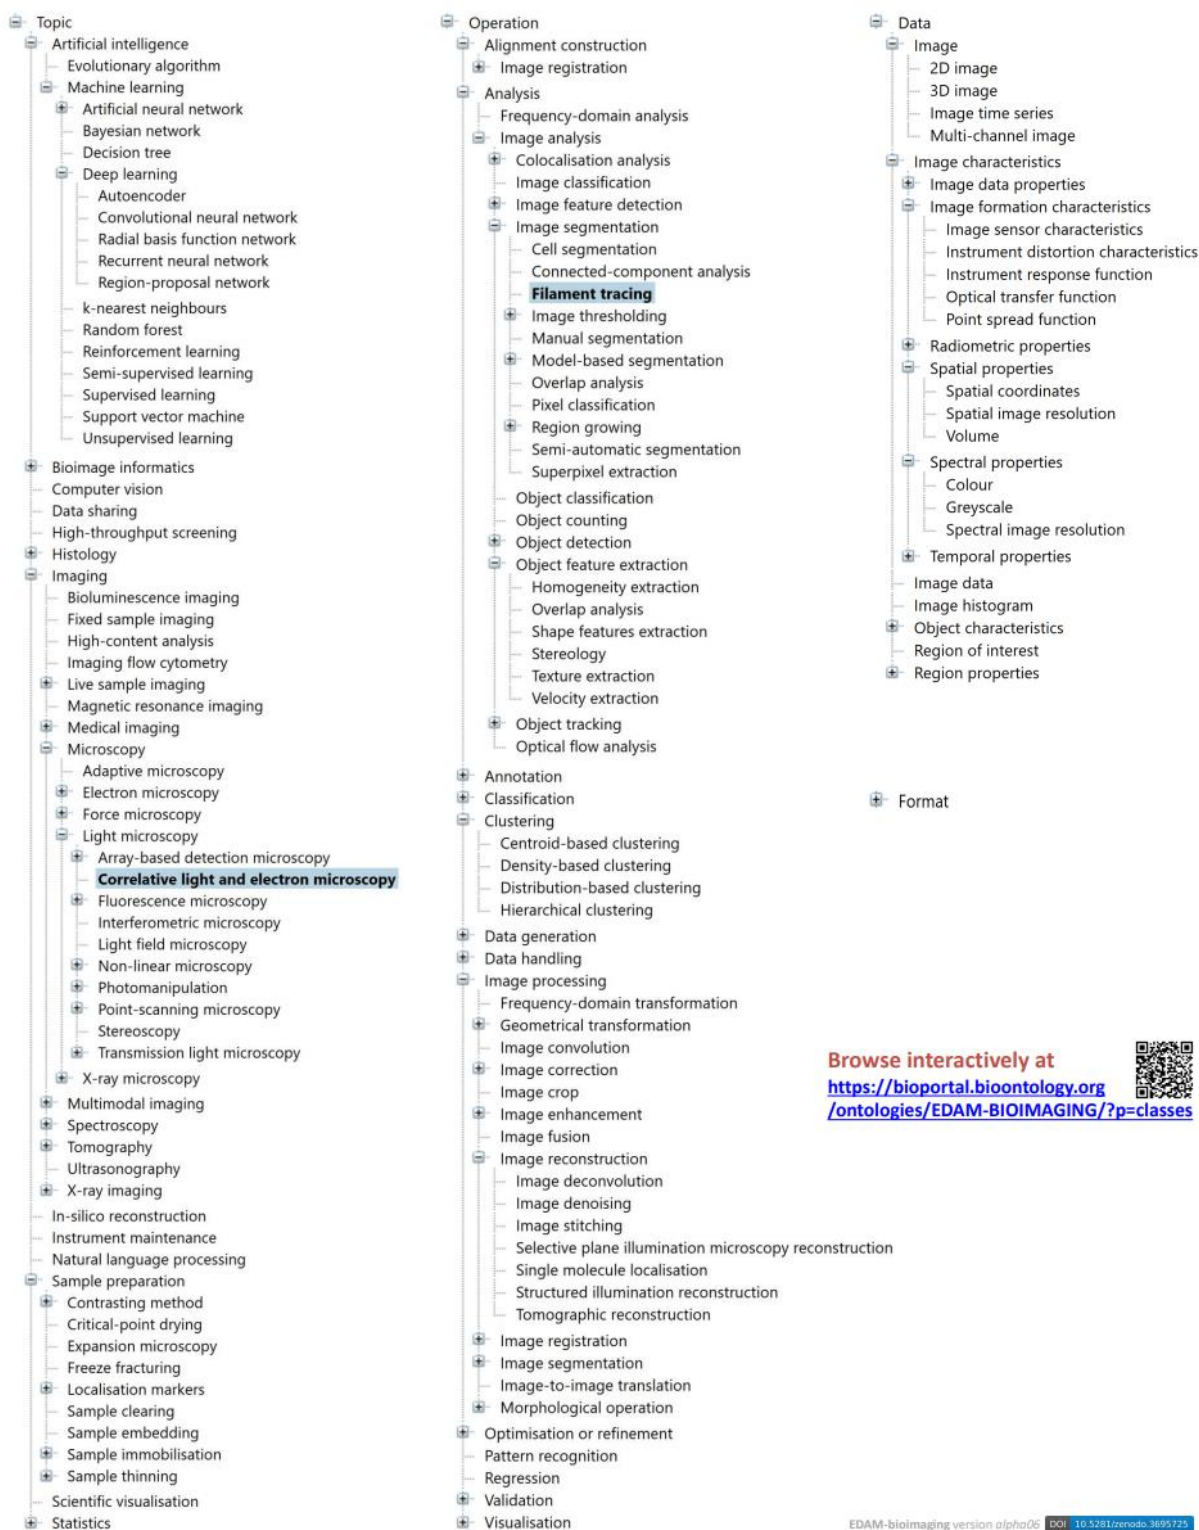 Topic
Artificial intelligence
Evolutionary algorithm
Machine learning
Artificial neural network
Bayesian network
Decision tree
Deep learning
Autoencoder
Convolutional neural network
Radial basis function network
Recurrent neural network
Region-proposal network
k-nearest neighbours
Random forest
Reinforcement learning
Semi-supervised learning
Supervised learning
Support vector machine
Unsupervised learning
Bioimage informatics
Computer vision
Data sharing
High-throughput screening
Histology
Imaging
Bioluminescence imaging
Fixed sample imaging
High-content analysis
Imaging flow cytometry
Live sample imaging
Magnetic resonance imaging
Medical imaging
Microscopy
Adaptive microscopy
Electron microscopy
Force microscopy
Light microscopy
Array-based detection microscopy
Correlative light and electron microscopy
Fluorescence microscopy
Interferometric microscopy
Light field microscopy
Non-linear microscopy
Photomanipulation
Point-scanning microscopy
Stereoscopy
Transmission light microscopy
X-ray microscopy
Multimodal imaging
Spectroscopy
Tomography
Ultrasonography
X-ray imaging
In-silico reconstruction
Instrument maintenance
Natural language processing
Sample preparation
Contrasting method
Critical-point drying
Expansion microscopy
Freeze fracturing
Localisation markers
Sample clearing
Sample embedding
Sample immobilisation
Sample thinning
Scientific visualisation
Statistics
Operation
Alignment construction
Image registration
Analysis
Frequency-domain analysis
Image analysis
Colocalisation analysis
Image classification
Image feature detection
Image segmentation
Cell segmentation
Connected-component analysis
Filament tracing
Image thresholding
Manual segmentation
Model-based segmentation
Overlap analysis
Pixel classification
Region growing
Semi-automatic segmentation
Superpixel extraction
Object classification
Object counting
Object detection
Object feature extraction
Homogeneity extraction
Overlap analysis
Shape features extraction
Stereology
Texture extraction
Velocity extraction
Object tracking
Optical flow analysis
Annotation
Classification
Clustering
Centroid-based clustering
Density-based clustering
Distribution-based clustering
Hierarchical clustering
Data generation
Data handling
Image processing
Frequency-domain transformation
Geometrical transformation
Image convolution
Image correction
Image crop
Image enhancement
Image fusion
Image reconstruction
Image deconvolution
Image denoising
Image stitching
Selective plane illumination microscopy reconstruction
Single molecule localisation
Structured illumination reconstruction
Tomographic reconstruction
Image registration
Image segmentation
Image-to-image translation
Morphological operation
Optimisation or refinement
Pattern recognition
Regression
Validation
Visualisation
Data
Image
2D image
3D image
Image time series
Multi-channel image
Image characteristics
Image data properties
Image formation characteristics
Image sensor characteristics
Instrument distortion characteristics
Instrument response function
Optical transfer function
Point spread function
Radiometric properties
Spatial properties
Spatial coordinates
Spatial image resolution
Volume
Spectral properties
Colour
Greyscale
Spectral image resolution
Temporal properties
Image data
Image histogram
Object characteristics
Region of interest
Region properties
Format
Browse interactively at
https://bioportal.bioontology.org
/ontologies/EDAM-BIOIMAGING/?p=classes
EDAM-bioimaging version alpha06 DOI 10.5281/zenodo.3695725